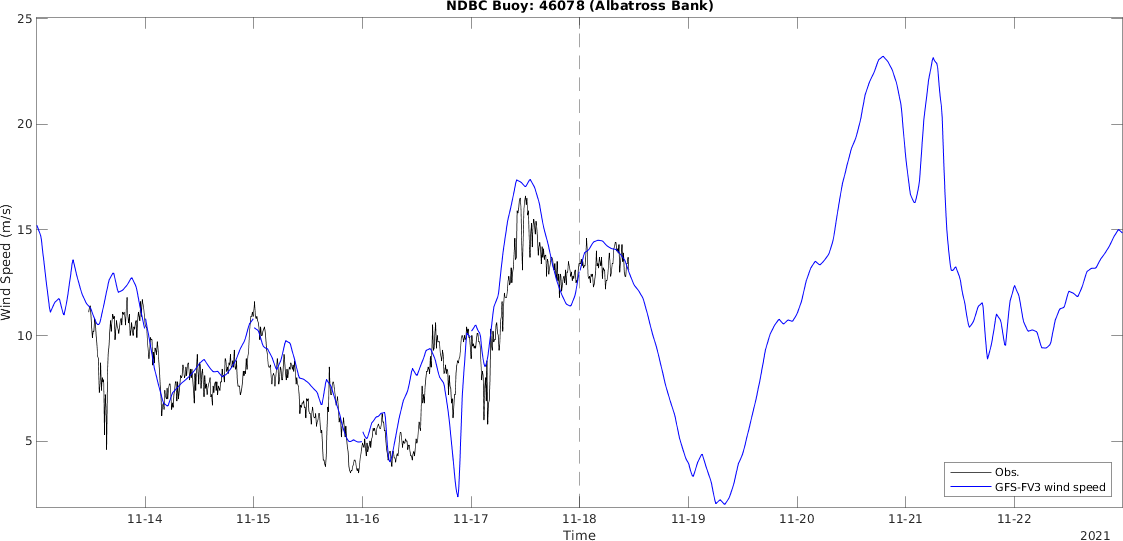 NDBC Buoy: 46078 (Albatross Bank)
25
20
15
10
5
Wind Speed (m/s)
Obs.
GFS-FV3 wind speed
11-14 11-15 11-16 11-17 11-18 11-19 11-20 11-21 11-22
Time
2021